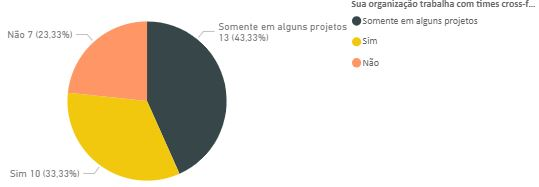 Sua organização trabalha com times cross-f...
Somente em alguns projetos
Sim
Não
Não 7 (23,33%)
Somente em alguns projetos
13 (43,33%)
Sim 10 (33,33%)